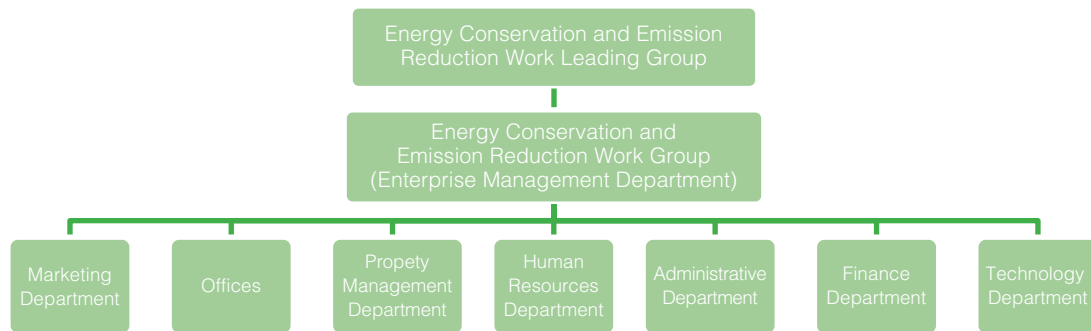 Energy Conservation and Emission
Reduction Work Leading Group
Energy Conservation and
Emission Reduction Work Group
(Enterprise Management Department)
Marketing
Department
Offices
Propety
Management
Department
Human
Resources
Department
Administrative
Department
Finance
Department
Technology
Department